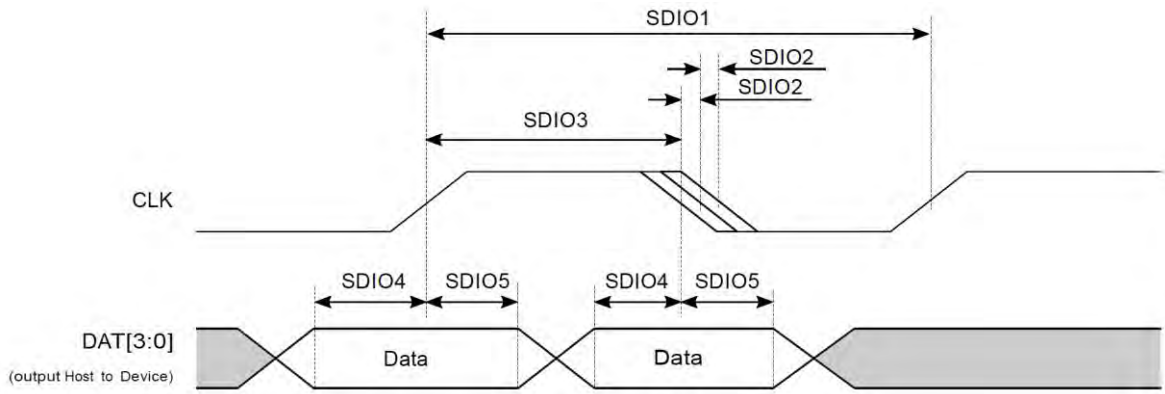 SDIO1
SDIO2
SDIO2
SDIO3
CLK
SDIO4 SDIO5 SDIO4 SDIO5
DAT[3:0]
Data Data
(output Host to Device)